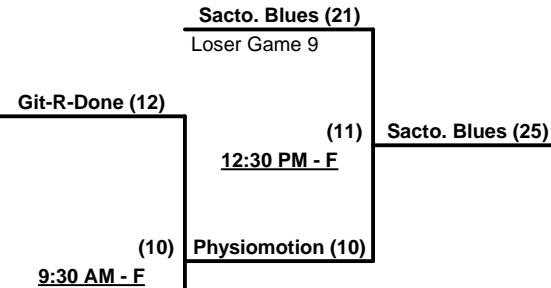 Sacto. Blues (21)
Loser Game 9
Git-R-Done (12)
(11) Sacto. Blues (25)
12:30 PM - F
(10) Physiomotion (10)
9:30 AM - F